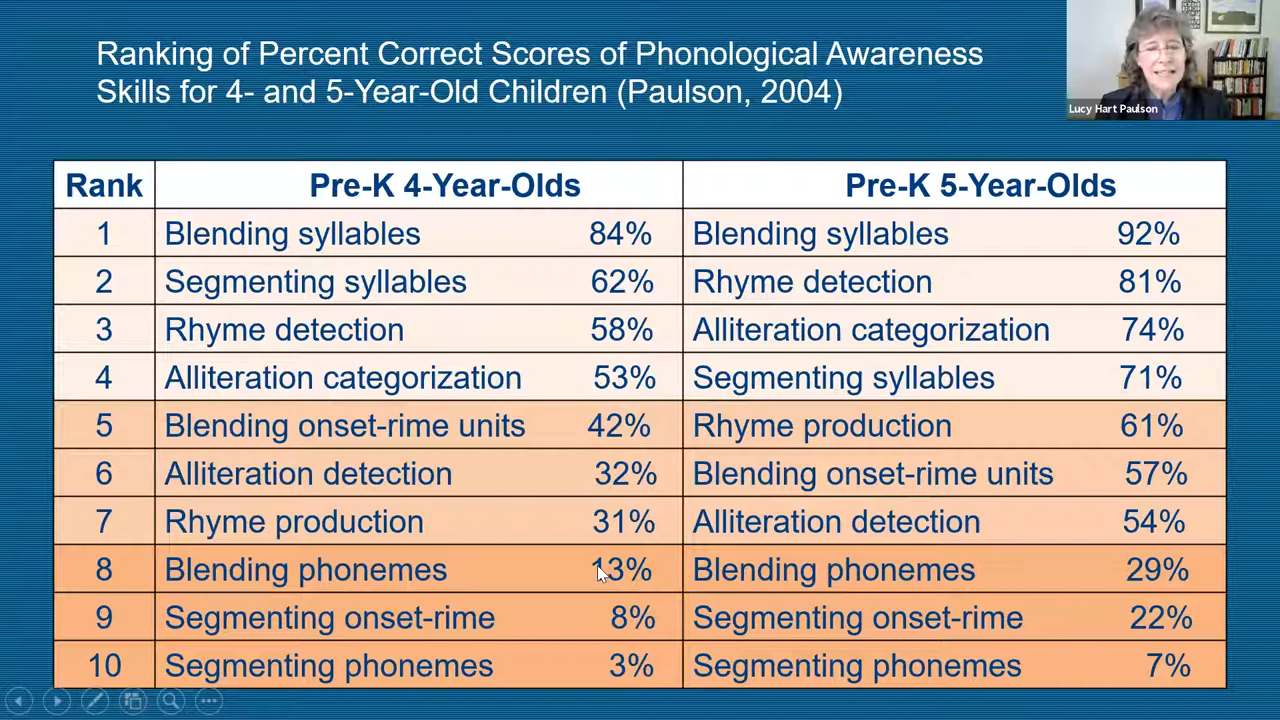 Ranking of Percent Correct Scores of Phonological Awareness
Skills for 4- and 5-Year-Old Children (Paulson, 2004)
Lucy Hart Paulson
Rank Pre-K 4-Year-Olds Pre-K 5-Year-Olds
1 Blending syllables 84% Blending syllables 92%
2 Segmenting syllables 62% Rhyme detection 81%
3 Rhyme detection 58% Alliteration categorization 74%
4 Alliteration categorization 53% Segmenting syllables 71%
5 Blending onset-rime units 42% Rhyme production 61%
6 Alliteration detection 32% Blending onset-rime units 57%
7 Rhyme production 31% Alliteration detection 54%
8 Blending phonemes 13% Blending phonemes 29%
9 Segmenting onset-rime 8% Segmenting onset-rime 22%
10 Segmenting phonemes 3% Segmenting phonemes 7%